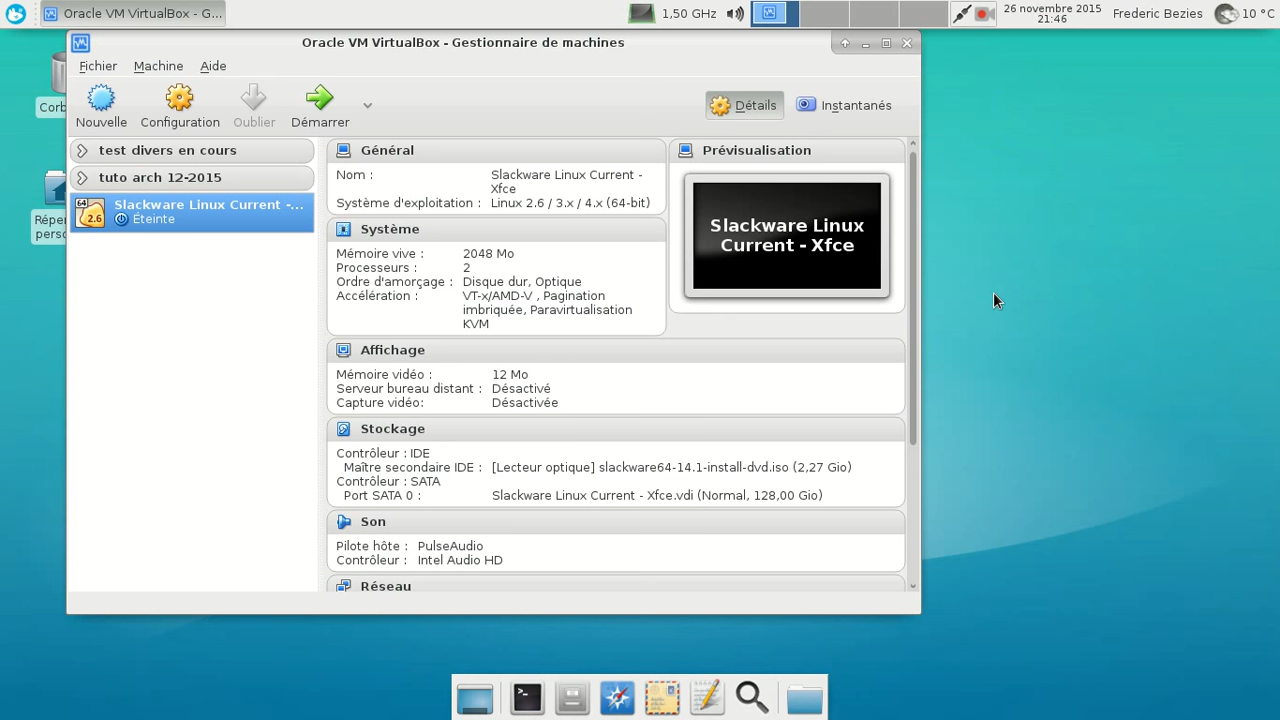 Oracle VM VirtualBox - G...
1,50 GHz
26 novembre 2015
21:46
Frederic Bezies
10 °C
Oracle VM VirtualBox - Gestionnaire de machines
Fichier Machine Aide
Nouvelle Configuration Oublier Démarrer
Détails Instantanés
test divers en cours
tuto arch 12-2015
64
2.6
Slackware Linux Current -...
Éteinte
Général
Nom : Slackware Linux Current -
Xfce
Système d'exploitation : Linux 2.6 / 3.x / 4.x (64-bit)
Système
Mémoire vive : 2048 Mo
Processeurs : 2
Ordre d'amorçage : Disque dur, Optique
Accélération : VT-x/AMD-V , Pagination
imbriquée, Paravirtualisation
KVM
Prévisualisation
Slackware Linux
Current - Xfce
Affichage
Mémoire vidéo : 12 Mo
Serveur bureau distant : Désactivé
Capture vidéo: Désactivée
Stockage
Contrôleur : IDE
Maître secondaire IDE : [Lecteur optique] slackware64-14.1-install-dvd.iso (2,27 Gio)
Contrôleur : SATA
Port SATA 0 : Slackware Linux Current - Xfce.vdi (Normal, 128,00 Gio)
Son
Pilote hôte : PulseAudio
Contrôleur : Intel Audio HD
Réseau
Corb
Réper
perso